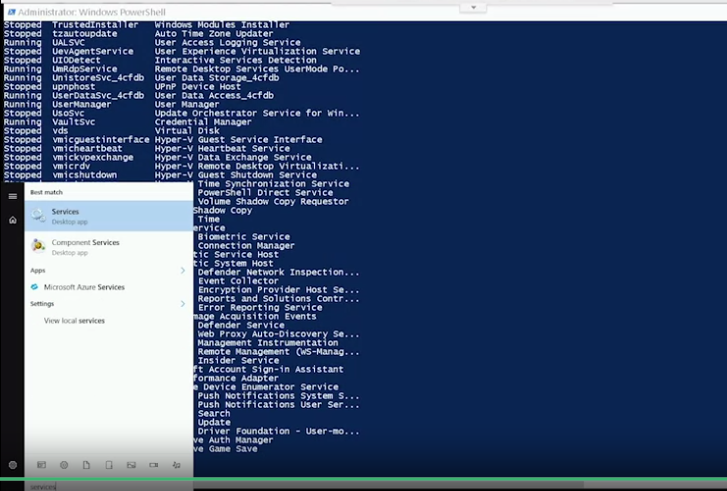 Administrator: Windows PowerShell
Stopped TrustedInstaller Windows Modules Installer
Stopped tzautoupdate Auto Time Zone Updater
Running UALSVC User Access Logging Service
Stopped UevAgentService User Experience Virtualization Service
Stopped UI0Detect Interactive Services Detection
Running UmRdpService Remote Desktop Services UserMode Po...
Running UnistoreSvc_4cfdb User Data Storage_4cfdb
Stopped upnphost UPnP Device Host
Running UserDataSvc_4cfdb User Data Access_4cfdb
Running UserManager User Manager
Stopped UsoSvc Update Orchestrator Service for Win...
Running VaultSvc Credential Manager
Stopped vds Virtual Disk
Stopped vmicguestinterface Hyper-V Guest Service Interface
Stopped vmicheartbeat Hyper-V Heartbeat Service
Stopped vmickvpexchange Hyper-V Data Exchange Service
Stopped vmicrdv Hyper-V Remote Desktop Virtualizati...
Stopped vmicshutdown Hyper-V Guest Shutdown Service
Time Synchronization Service
PowerShell Direct Service
Volume Shadow Copy Requestor
Shadow Copy
Time
ervice
Biometric Service
Connection Manager
tic Service Host
tic System Host
Defender Network Inspection...
Event Collector
Encryption Provider Host Se...
Reports and Solutions Contr...
Error Reporting Service
mage Acquisition Events
Defender Service
Web Proxy Auto-Discovery Se...
Management Instrumentation
Remote Management (WS-Manag...
Insider Service
ft Account Sign-in Assistant
formance Adapter
e Device Enumerator Service
Push Notifications System S...
Push Notifications User Ser...
Search
Update
Driver Foundation - User-mo...
ve Auth Manager
ve Game Save
Best match
Services
Desktop app
Component Services
Desktop app
Apps
Microsoft Azure Services
Settings
View local services
services